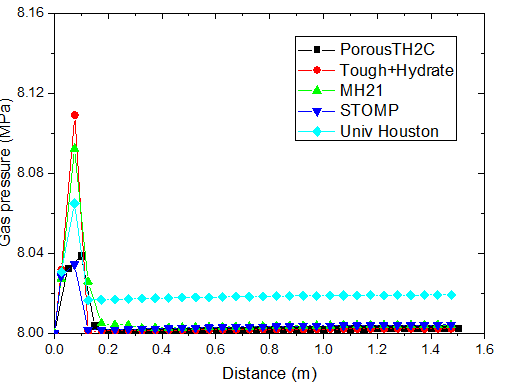 8.16
8.12
8.08
8.04
8.00
Gas pressure (MPa)
PorousTH2C
Tough+Hydrate
MH21
STOMP
Univ Houston
0.0 0.2 0.4 0.6 0.8 1.0 1.2 1.4 1.6
Distance (m)